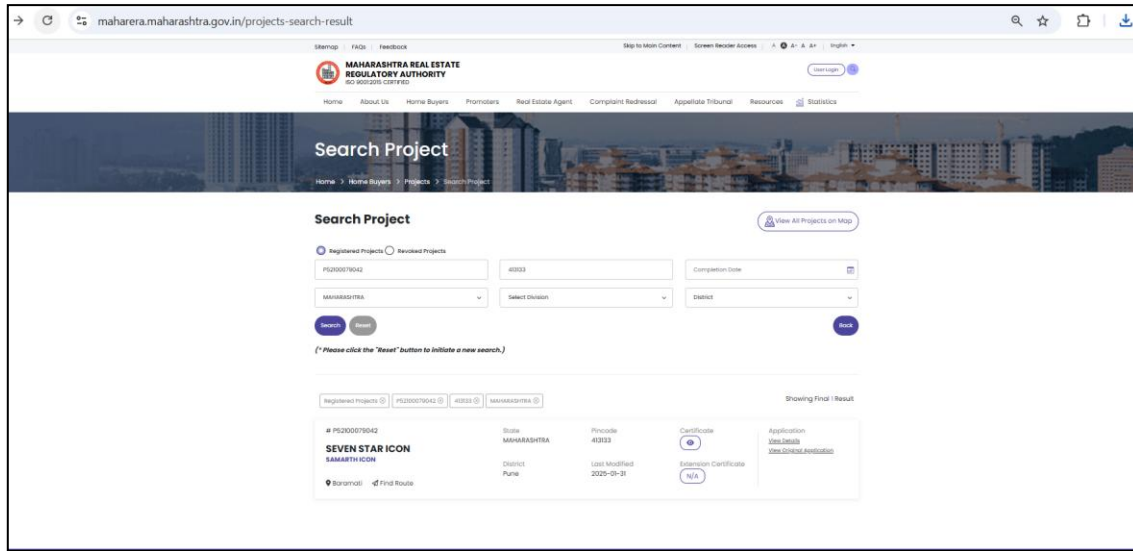 maharera.maharashtra.gov.in/projects-search-result
Sitemap | FAQs | Feedback
Skip to Main Content | Screen Reader Access | A A A- A A+ | English
MAHARASHTRA REAL ESTATE
REGULATORY AUTHORITY
ISO 9001:2015 CERTIFIED
User Login
Home About Us Home Buyers Promoters Real Estate Agent Complaint Redressal Appellate Tribunal Resources Statistics
Search Project
Home > Home Buyers > Projects > Search Project
Search Project
View All Projects on Map
Registered Projects Revoked Projects
P52100079042 413133 Completion Date
MAHARASHTRA Select Division District
Search Reset Back
(* Please click the "Reset" button to initiate a new search.)
Registered Projects P52100079042 413133 MAHARASHTRA Showing Final 1 Result
# P52100079042 State Pincode Certificate Application
MAHARASHTRA 413133 View Details
SEVEN STAR ICON View Original Application
SAMARTH ICON District Last Modified Extension Certificate
Pune 2025-01-31 N/A
Baramati Find Route